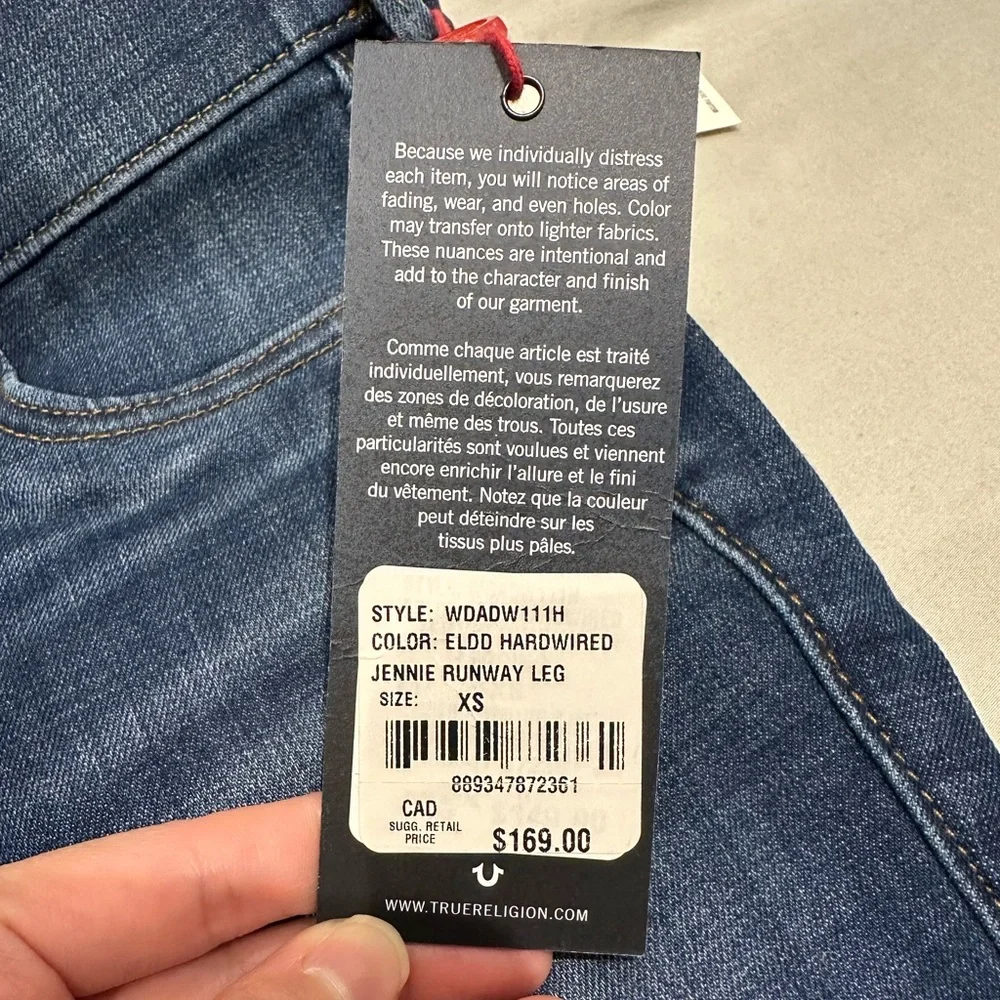 Because we individually distress
each item, you will notice areas of
fading, wear, and even holes. Color
may transfer onto lighter fabrics.
These nuances are intentional and
add to the character and finish
of our garment.
Comme chaque article est traité
individuellement, vous remarquerez
des zones de décoloration, de l'usure
et même des trous. Toutes ces
particularités sont voulues et viennent
encore enrichir l'allure et le fini
du vêtement. Notez que la couleur
peut déteindre sur les
tissus plus pâles.
STYLE: WDADW111H
COLOR: ELDD HARDWIRED
JENNIE RUNWAY LEG
SIZE: XS
889347872361
CAD
SUGG. RETAIL
PRICE
$169.00
WWW.TRUERELIGION.COM